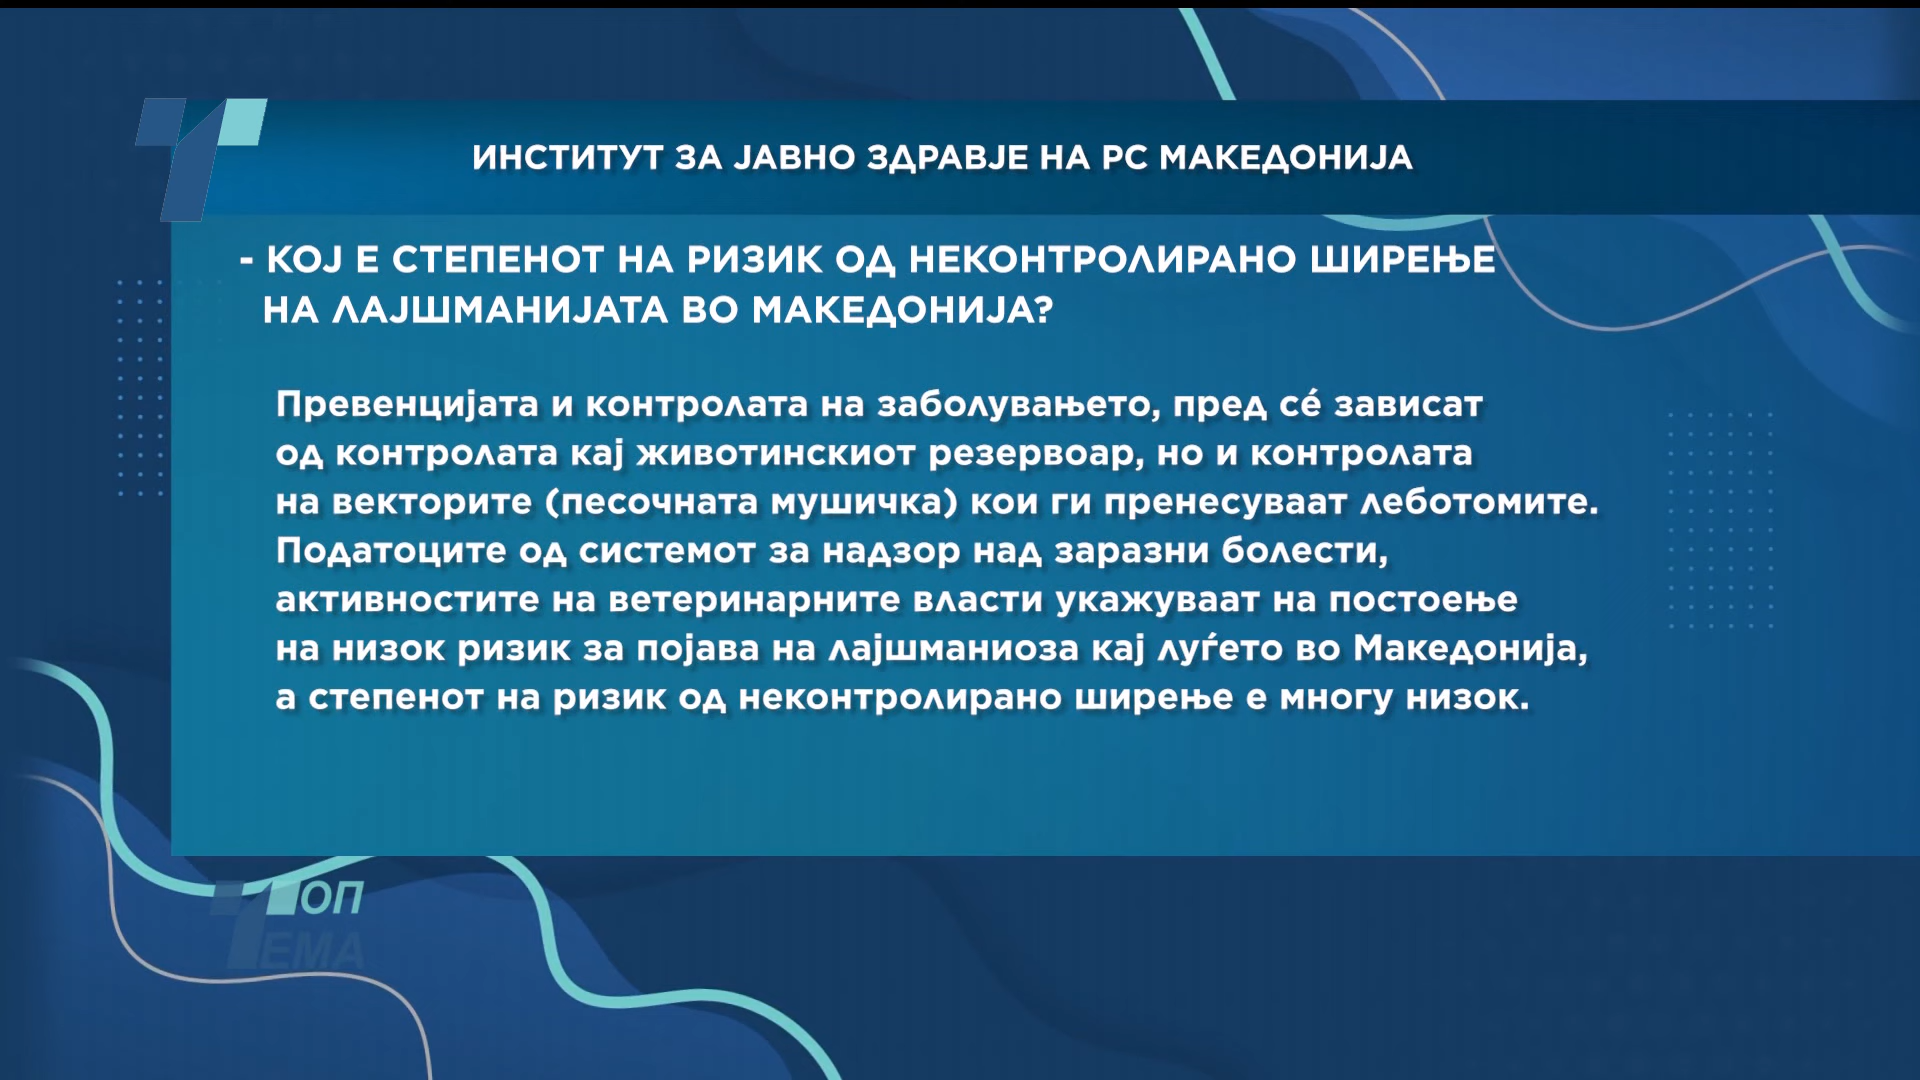 ИНСТИТУТ ЗА ЈАВНО ЗДРАВЈЕ НА РС МАКЕДОНИЈА
- КОЈ Е СТЕПЕНОТ НА РИЗИК ОД НЕКОНТРОЛИРАНО ШИРЕЊЕ
НА ЛАЈШМАНИЈАТА ВО МАКЕДОНИЈА?
Превенцијата и контролата на заболувањето, пред сé зависат
од контролата кај животинскиот резервоар, но и контролата
на векторите (песочната мушичка) кои ги пренесуваат леботомите.
Податоците од системот за надзор над заразни болести,
активностите на ветеринарните власти укажуваат на постоење
на низок ризик за појава на лајшманиоза кај луѓето во Македонија,
а степенот на ризик од неконтролирано ширење е многу низок.
ТОП
ТЕМА